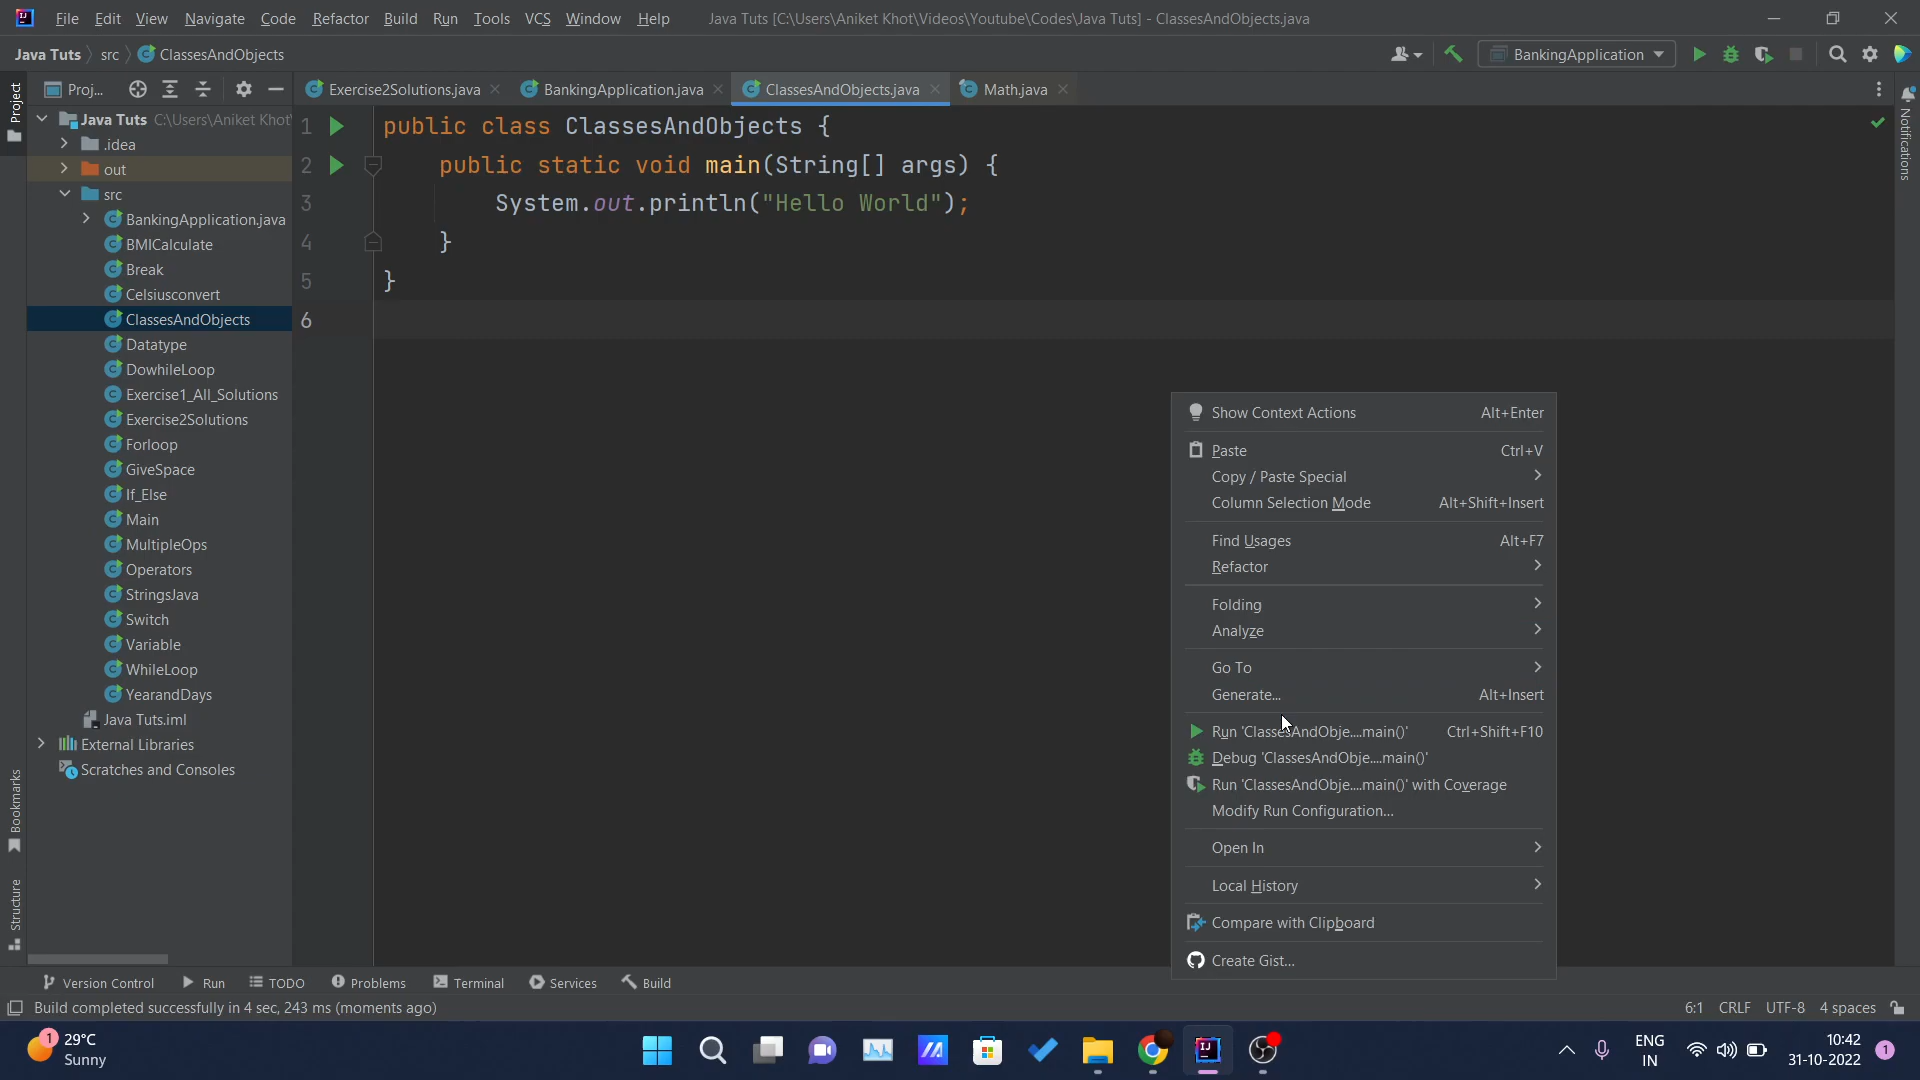 File Edit View Navigate Code Refactor Build Run Tools VCS Window Help Java Tuts [C:\Users\Aniket Khot\Videos\Youtube\Codes\Java Tuts] - ClassesAndObjects.java
Java Tuts src ClassesAndObjects BankingApplication
Proj... Exercise2Solutions.java BankingApplication.java ClassesAndObjects.java Math.java
Project
Notifications
Java Tuts C:\Users\Aniket Khot\
.idea
out
src
BankingApplication.java
BMICalculate
Break
Celsiusconvert
ClassesAndObjects
Datatype
DowhileLoop
Exercise1_All_Solutions
Exercise2Solutions
Forloop
GiveSpace
If_Else
Main
MultipleOps
Operators
StringsJava
Switch
Variable
WhileLoop
YearandDays
Java Tuts.iml
External Libraries
Scratches and Consoles
Bookmarks
Structure
1 public class ClassesAndObjects {
2 public static void main(String[] args) {
3 System.out.println("Hello World");
4 }
5 }
6
Show Context Actions Alt+Enter
Paste Ctrl+V
Copy / Paste Special
Column Selection Mode Alt+Shift+Insert
Find Usages Alt+F7
Refactor
Folding
Analyze
Go To
Generate... Alt+Insert
Run 'ClassesAndObje....main()' Ctrl+Shift+F10
Debug 'ClassesAndObje....main()'
Run 'ClassesAndObje....main()' with Coverage
Modify Run Configuration...
Open In
Local History
Compare with Clipboard
Create Gist...
Version Control Run TODO Problems Terminal Services Build
Build completed successfully in 4 sec, 243 ms (moments ago) 6:1 CRLF UTF-8 4 spaces
1 29°C
Sunny
ENG
IN
10:42
31-10-2022
1